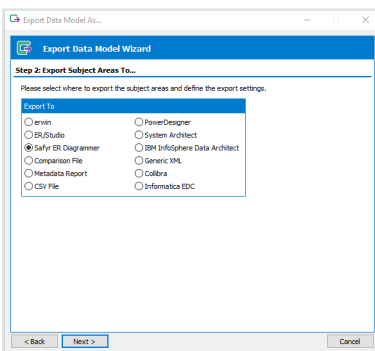 Export Data Model As...
Export Data Model Wizard
Step 2: Export Subject Areas To...
Please select where to export the subject areas and define the export settings.
Export To
erwin
PowerDesigner
ER/Studio
System Architect
Safyr ER Diagrammer
IBM InfoSphere Data Architect
Comparison File
Generic XML
Metadata Report
Collibra
CSV File
Informatica EDC
< Back
Next >
Cancel